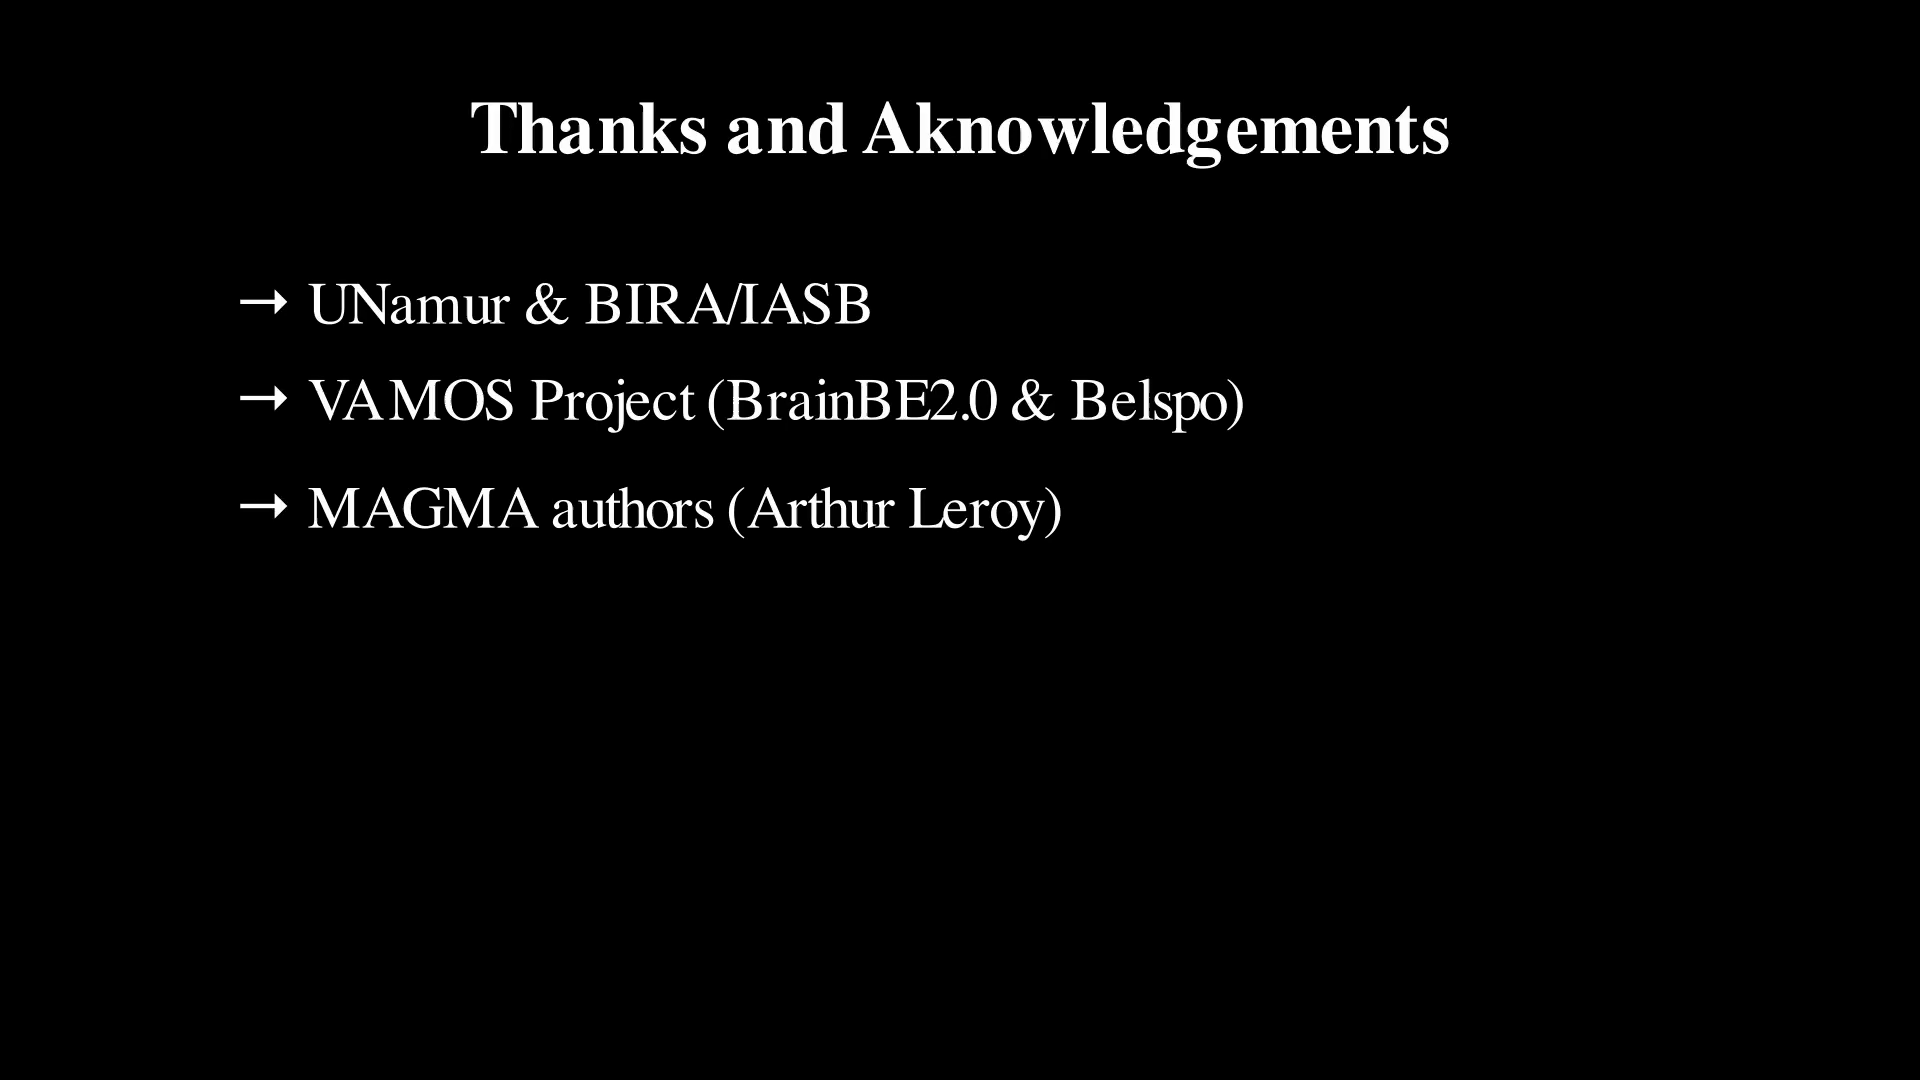 Thanks and Aknowledgements
→ UNamur & BIRA/IASB
→ VAMOS Project (BrainBE2.0 & Belspo)
→ MAGMA authors (Arthur Leroy)